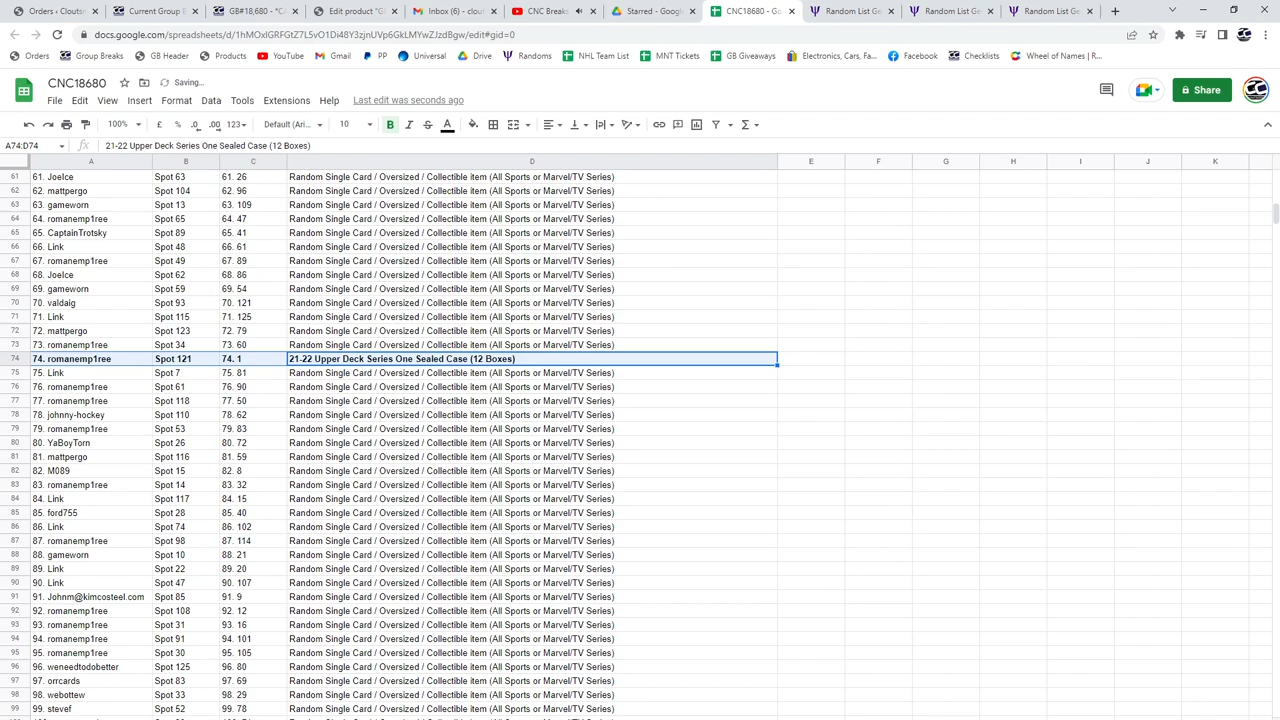 Orders ‹ Cloutsn
Current Group B
GB#18,680 - *CA
Edit product "G
Inbox (6) - clout
CNC Breaks
Starred - Google
CNC18680 - Goo
Random List Ge
Random List Ge
Random List Ge
docs.google.com/spreadsheets/d/1hMOxlGRFGtZ7L5vO1Di48Y3zjnUVp6GkLMYwZJzdBgw/edit#gid=0
Orders
Group Breaks
GB Header
Products
YouTube
Gmail
PP
Universal
Drive
Randoms
NHL Team List
MNT Tickets
GB Giveaways
Electronics, Cars, Fa...
Facebook
Checklists
Wheel of Names | R...
CNC18680
Saving...
File Edit View Insert Format Data Tools Extensions Help Last edit was seconds ago
Share
100% £ % .0 .00 123 Default (Ari... 10 B I S A
A74:D74 fx 21-22 Upper Deck Series One Sealed Case (12 Boxes)
A B C D E F G H I J K
61 61. JoeIce Spot 63 61. 26 Random Single Card / Oversized / Collectible item (All Sports or Marvel/TV Series)
62 62. mattpergo Spot 104 62. 96 Random Single Card / Oversized / Collectible item (All Sports or Marvel/TV Series)
63 63. gameworn Spot 13 63. 109 Random Single Card / Oversized / Collectible item (All Sports or Marvel/TV Series)
64 64. romanemp1ree Spot 65 64. 47 Random Single Card / Oversized / Collectible item (All Sports or Marvel/TV Series)
65 65. CaptainTrotsky Spot 89 65. 41 Random Single Card / Oversized / Collectible item (All Sports or Marvel/TV Series)
66 66. Link Spot 48 66. 61 Random Single Card / Oversized / Collectible item (All Sports or Marvel/TV Series)
67 67. romanemp1ree Spot 49 67. 89 Random Single Card / Oversized / Collectible item (All Sports or Marvel/TV Series)
68 68. JoeIce Spot 62 68. 86 Random Single Card / Oversized / Collectible item (All Sports or Marvel/TV Series)
69 69. gameworn Spot 59 69. 54 Random Single Card / Oversized / Collectible item (All Sports or Marvel/TV Series)
70 70. valdaig Spot 93 70. 121 Random Single Card / Oversized / Collectible item (All Sports or Marvel/TV Series)
71 71. Link Spot 115 71. 125 Random Single Card / Oversized / Collectible item (All Sports or Marvel/TV Series)
72 72. mattpergo Spot 123 72. 79 Random Single Card / Oversized / Collectible item (All Sports or Marvel/TV Series)
73 73. romanemp1ree Spot 34 73. 60 Random Single Card / Oversized / Collectible item (All Sports or Marvel/TV Series)
74 74. romanemp1ree Spot 121 74. 1 21-22 Upper Deck Series One Sealed Case (12 Boxes)
75 75. Link Spot 7 75. 81 Random Single Card / Oversized / Collectible item (All Sports or Marvel/TV Series)
76 76. romanemp1ree Spot 61 76. 90 Random Single Card / Oversized / Collectible item (All Sports or Marvel/TV Series)
77 77. romanemp1ree Spot 118 77. 50 Random Single Card / Oversized / Collectible item (All Sports or Marvel/TV Series)
78 78. johnny-hockey Spot 110 78. 62 Random Single Card / Oversized / Collectible item (All Sports or Marvel/TV Series)
79 79. romanemp1ree Spot 53 79. 83 Random Single Card / Oversized / Collectible item (All Sports or Marvel/TV Series)
80 80. YaBoyTorn Spot 26 80. 72 Random Single Card / Oversized / Collectible item (All Sports or Marvel/TV Series)
81 81. mattpergo Spot 116 81. 59 Random Single Card / Oversized / Collectible item (All Sports or Marvel/TV Series)
82 82. M089 Spot 15 82. 8 Random Single Card / Oversized / Collectible item (All Sports or Marvel/TV Series)
83 83. romanemp1ree Spot 14 83. 32 Random Single Card / Oversized / Collectible item (All Sports or Marvel/TV Series)
84 84. Link Spot 117 84. 15 Random Single Card / Oversized / Collectible item (All Sports or Marvel/TV Series)
85 85. ford755 Spot 28 85. 40 Random Single Card / Oversized / Collectible item (All Sports or Marvel/TV Series)
86 86. Link Spot 74 86. 102 Random Single Card / Oversized / Collectible item (All Sports or Marvel/TV Series)
87 87. romanemp1ree Spot 98 87. 114 Random Single Card / Oversized / Collectible item (All Sports or Marvel/TV Series)
88 88. gameworn Spot 10 88. 21 Random Single Card / Oversized / Collectible item (All Sports or Marvel/TV Series)
89 89. Link Spot 22 89. 20 Random Single Card / Oversized / Collectible item (All Sports or Marvel/TV Series)
90 90. Link Spot 47 90. 107 Random Single Card / Oversized / Collectible item (All Sports or Marvel/TV Series)
91 91. Johnm@kimcosteel.com Spot 85 91. 9 Random Single Card / Oversized / Collectible item (All Sports or Marvel/TV Series)
92 92. romanemp1ree Spot 108 92. 12 Random Single Card / Oversized / Collectible item (All Sports or Marvel/TV Series)
93 93. romanemp1ree Spot 31 93. 16 Random Single Card / Oversized / Collectible item (All Sports or Marvel/TV Series)
94 94. romanemp1ree Spot 91 94. 101 Random Single Card / Oversized / Collectible item (All Sports or Marvel/TV Series)
95 95. romanemp1ree Spot 30 95. 105 Random Single Card / Oversized / Collectible item (All Sports or Marvel/TV Series)
96 96. weneedtodobetter Spot 125 96. 80 Random Single Card / Oversized / Collectible item (All Sports or Marvel/TV Series)
97 97. orrcards Spot 83 97. 69 Random Single Card / Oversized / Collectible item (All Sports or Marvel/TV Series)
98 98. webottew Spot 33 98. 29 Random Single Card / Oversized / Collectible item (All Sports or Marvel/TV Series)
99 99. stevef Spot 52 99. 78 Random Single Card / Oversized / Collectible item (All Sports or Marvel/TV Series)